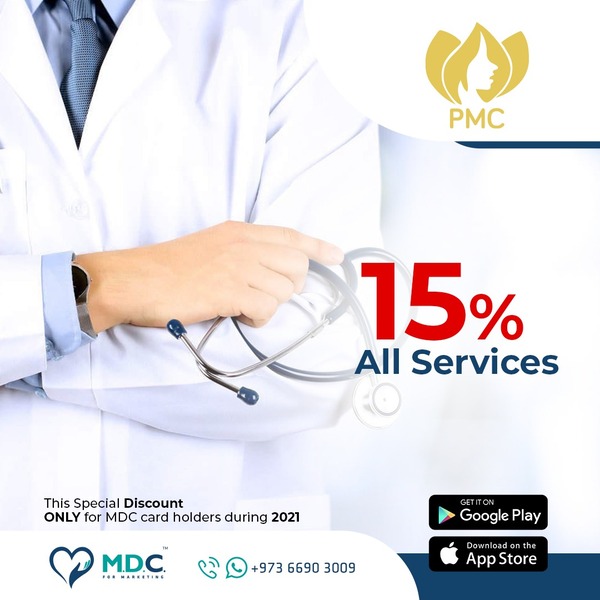 PMC
15%
All Services
This Special Discount
ONLY for MDC card holders during 2021
M.D.C.™
FOR MARKETING
+973 6690 3009
GET IT ON
Google Play
Download on the
App Store